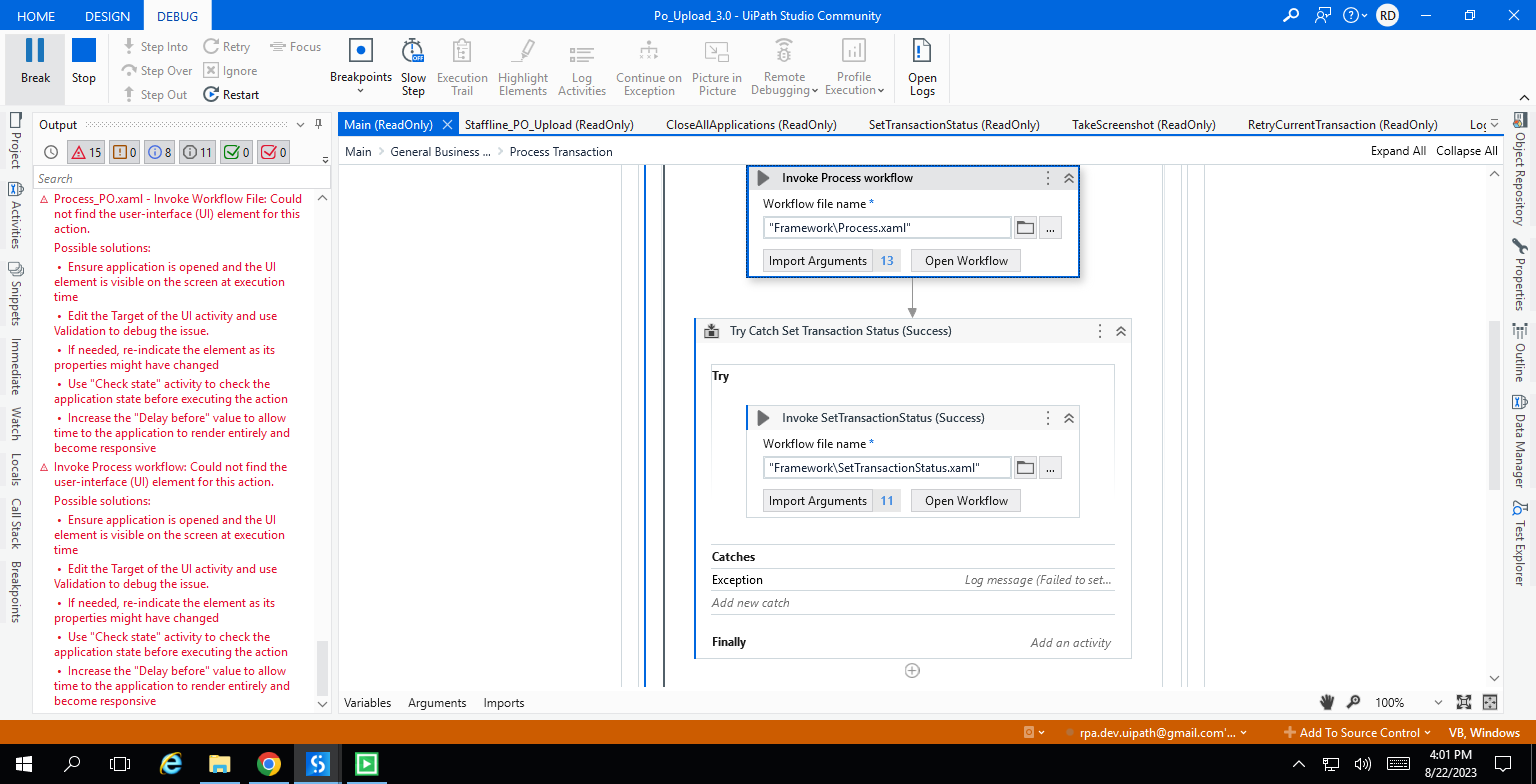 HOME DESIGN DEBUG
Po_Upload_3.0 - UiPath Studio Community
RD
Break
Stop
Step Into
Step Over
Step Out
Retry
Ignore
Restart
Focus
Breakpoints
Slow
Step
Execution
Trail
Highlight
Elements
Log
Activities
Continue on
Exception
Picture in
Picture
Remote
Debugging
Profile
Execution
Open
Logs
Project
Activities
Snippets
Immediate
Watch
Locals
Call Stack
Breakpoints
Output
15 0 8 11 0 0
Search
Process_PO.xaml - Invoke Workflow File: Could
not find the user-interface (UI) element for this
action.
Possible solutions:
• Ensure application is opened and the UI
element is visible on the screen at execution
time
• Edit the Target of the UI activity and use
Validation to debug the issue.
• If needed, re-indicate the element as its
properties might have changed
• Use "Check state" activity to check the
application state before executing the action
• Increase the "Delay before" value to allow
time to the application to render entirely and
become responsive
Invoke Process workflow: Could not find the
user-interface (UI) element for this action.
Possible solutions:
• Ensure application is opened and the UI
element is visible on the screen at execution
time
• Edit the Target of the UI activity and use
Validation to debug the issue.
• If needed, re-indicate the element as its
properties might have changed
• Use "Check state" activity to check the
application state before executing the action
• Increase the "Delay before" value to allow
time to the application to render entirely and
become responsive
Main (ReadOnly) Staffline_PO_Upload (ReadOnly) CloseAllApplications (ReadOnly) SetTransactionStatus (ReadOnly) TakeScreenshot (ReadOnly) RetryCurrentTransaction (ReadOnly)
Main > General Business ... > Process Transaction
Expand All Collapse All
Invoke Process workflow
Workflow file name *
"Framework\Process.xaml"
...
Import Arguments 13 Open Workflow
Try Catch Set Transaction Status (Success)
Try
Invoke SetTransactionStatus (Success)
Workflow file name *
"Framework\SetTransactionStatus.xaml"
...
Import Arguments 11 Open Workflow
Catches
Exception Log message (Failed to set...
Add new catch
Finally Add an activity
Variables Arguments Imports
100%
Object Repository
Properties
Outline
Data Manager
Test Explorer
rpa.dev.uipath@gmail.com'...
Add To Source Control
VB, Windows
4:01 PM
8/22/2023